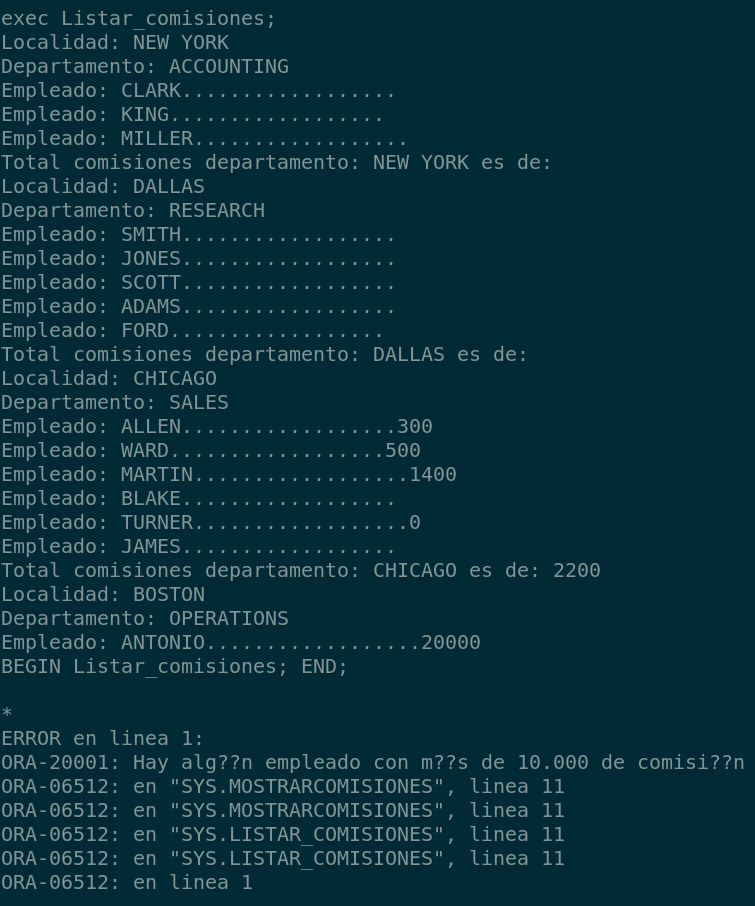 exec Listar_comisiones;
Localidad: NEW YORK
Departamento: ACCOUNTING
Empleado: CLARK..................
Empleado: KING..................
Empleado: MILLER..................
Total comisiones departamento: NEW YORK es de:
Localidad: DALLAS
Departamento: RESEARCH
Empleado: SMITH..................
Empleado: JONES..................
Empleado: SCOTT..................
Empleado: ADAMS..................
Empleado: FORD..................
Total comisiones departamento: DALLAS es de:
Localidad: CHICAGO
Departamento: SALES
Empleado: ALLEN..................300
Empleado: WARD..................500
Empleado: MARTIN..................1400
Empleado: BLAKE..................
Empleado: TURNER..................0
Empleado: JAMES..................
Total comisiones departamento: CHICAGO es de: 2200
Localidad: BOSTON
Departamento: OPERATIONS
Empleado: ANTONIO..................20000
BEGIN Listar_comisiones; END;

*
ERROR en linea 1:
ORA-20001: Hay alg??n empleado con m??s de 10.000 de comisi??n
ORA-06512: en "SYS.MOSTRARCOMISIONES", linea 11
ORA-06512: en "SYS.MOSTRARCOMISIONES", linea 11
ORA-06512: en "SYS.LISTAR_COMISIONES", linea 11
ORA-06512: en "SYS.LISTAR_COMISIONES", linea 11
ORA-06512: en linea 1